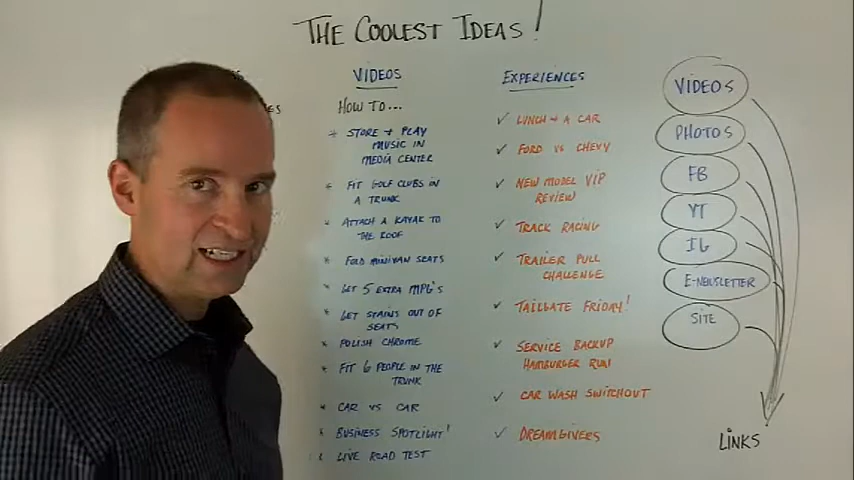 THE COOLEST IDEAS!
VIDEOS
HOW TO...
STORE + PLAY
MUSIC IN
MEDIA CENTER
FIT GOLF CLUBS IN
A TRUNK
ATTACH A KAYAK TO
THE ROOF
FOLD MINIVAN SEATS
GET 5 EXTRA MPG'S
GET STAINS OUT OF
SEATS
POLISH CHROME
FIT 6 PEOPLE IN THE
TRUNK
CAR VS CAR
BUSINESS SPOTLIGHT!
LIVE ROAD TEST
EXPERIENCES
LUNCH + A CAR
FORD VS CHEVY
NEW MODEL VIP
REVIEW
TRACK RACING
TRAILER PULL
CHALLENGE
TAILGATE FRIDAY!
SERVICE BACKUP
HAMBURGER RUN
CAR WASH SWITCHOUT
DREAMGIVERS
VIDEOS
PHOTOS
FB
YT
IG
E-NEWSLETTER
SITE
LINKS